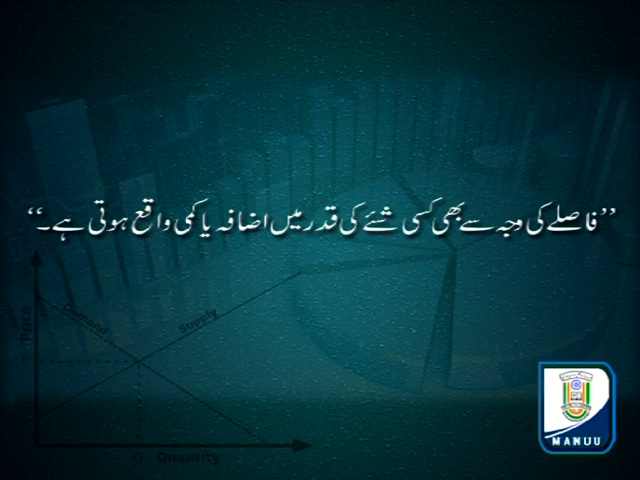 ”فاصلے کی وجہ سے بھی کسی شئے کی قدر میں اضافہ یا کمی واقع ہوتی ہے۔“
Price
Demand
Supply
Q Quantity
MANUU